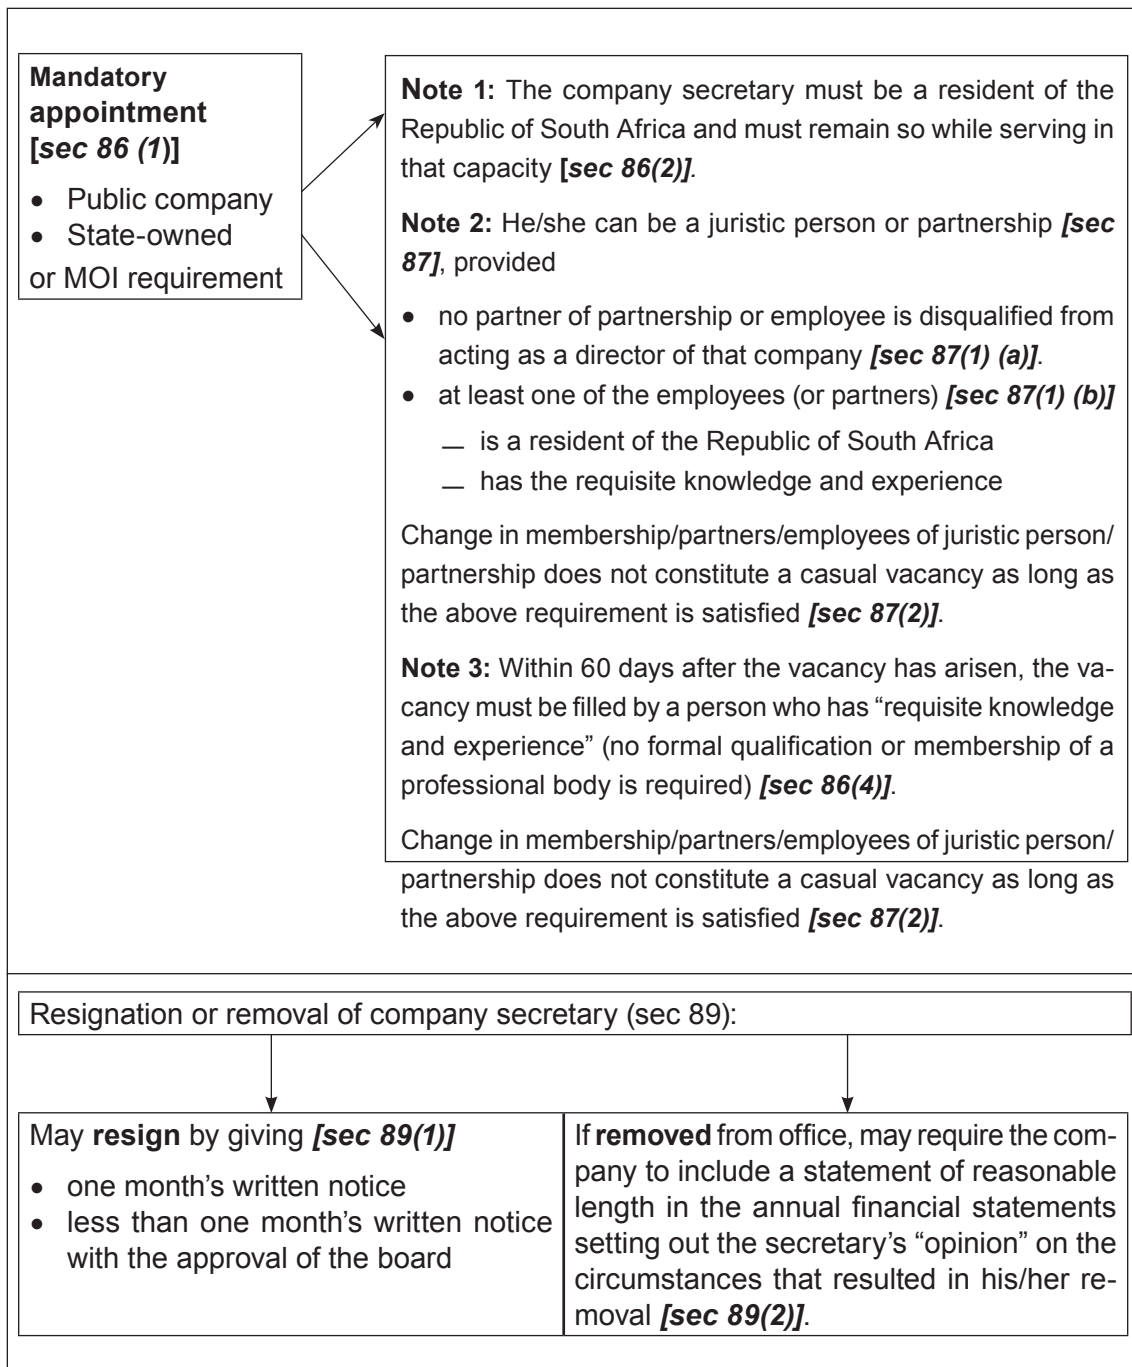 Mandatory
appointment
[sec 86 (1)]
• Public company
• State-owned
or MOI requirement
Note 1: The company secretary must be a resident of the
Republic of South Africa and must remain so while serving in
that capacity [sec 86(2)].
Note 2: He/she can be a juristic person or partnership [sec
87], provided
• no partner of partnership or employee is disqualified from
acting as a director of that company [sec 87(1) (a)].
• at least one of the employees (or partners) [sec 87(1) (b)]
— is a resident of the Republic of South Africa
— has the requisite knowledge and experience
Change in membership/partners/employees of juristic person/
partnership does not constitute a casual vacancy as long as
the above requirement is satisfied [sec 87(2)].
Note 3: Within 60 days after the vacancy has arisen, the va-
cancy must be filled by a person who has “requisite knowledge
and experience” (no formal qualification or membership of a
professional body is required) [sec 86(4)].
Change in membership/partners/employees of juristic person/
partnership does not constitute a casual vacancy as long as
the above requirement is satisfied [sec 87(2)].
Resignation or removal of company secretary (sec 89):
May resign by giving [sec 89(1)]
• one month’s written notice
• less than one month’s written notice
with the approval of the board
If removed from office, may require the com-
pany to include a statement of reasonable
length in the annual financial statements
setting out the secretary’s “opinion” on the
circumstances that resulted in his/her re-
moval [sec 89(2)].